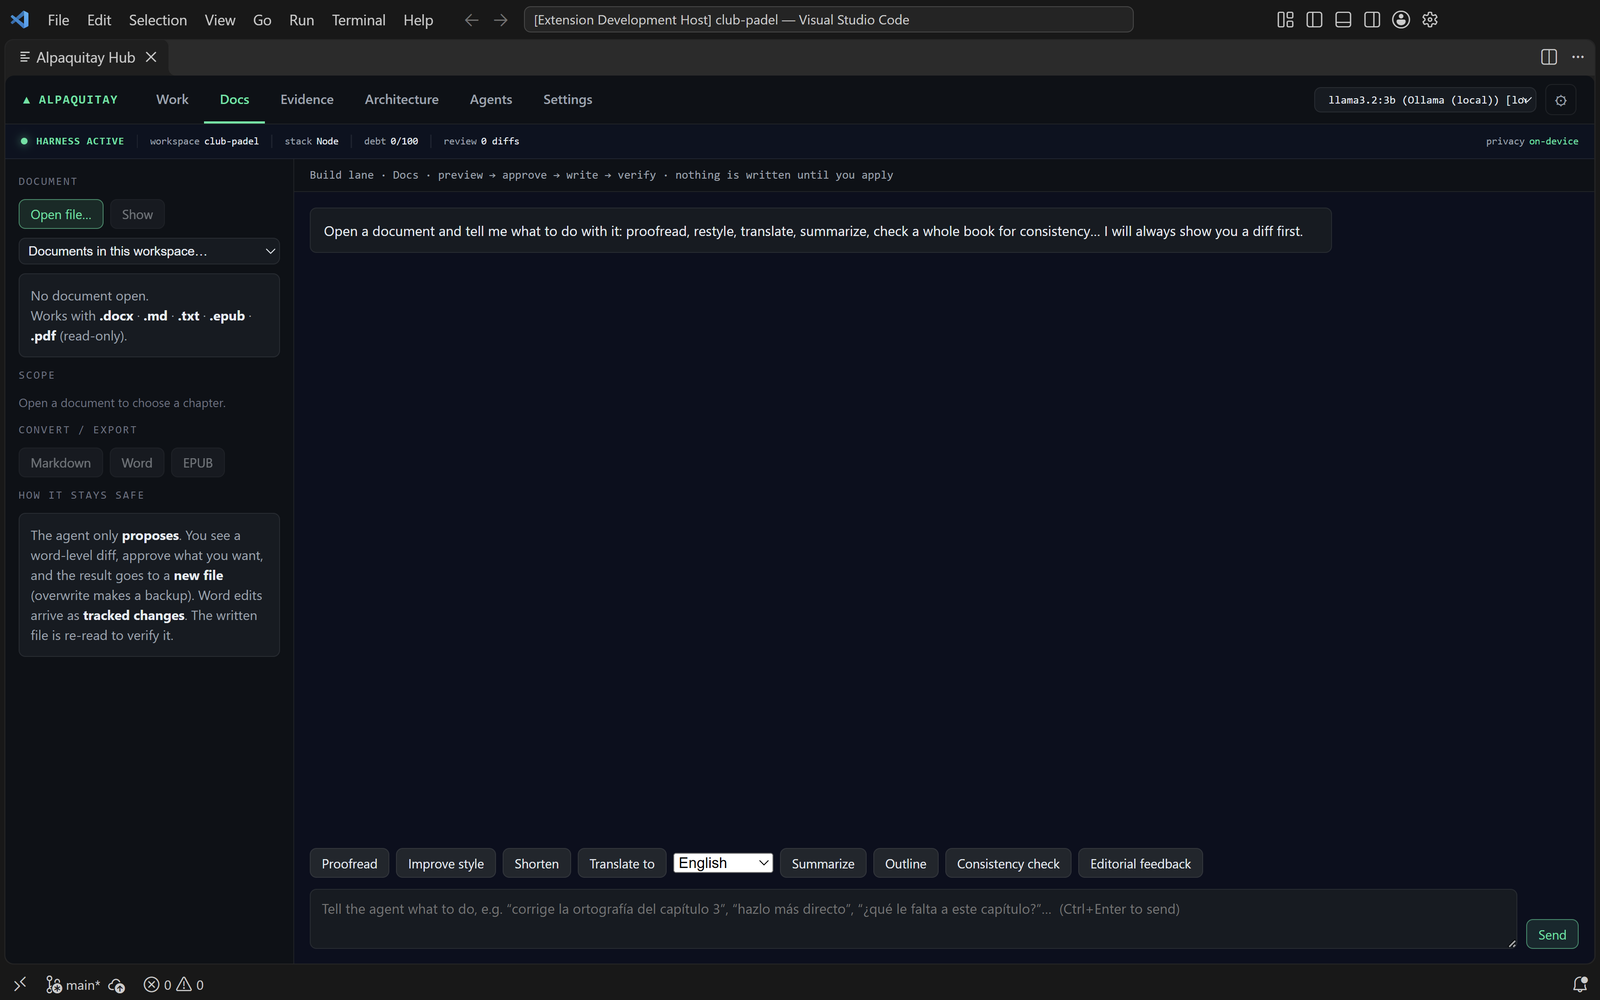 File Edit Selection View Go Run Terminal Help
[Extension Development Host] club-padel — Visual Studio Code
Alpaquitay Hub
▲ ALPAQUITAY Work Docs Evidence Architecture Agents Settings
llama3.2:3b (Ollama (local)) [lo
HARNESS ACTIVE workspace club-padel stack Node debt 0/100 review 0 diffs
privacy on-device
DOCUMENT
Open file...
Show
Documents in this workspace...
No document open.
Works with .docx · .md · .txt · .epub ·
.pdf (read-only).
SCOPE
Open a document to choose a chapter.
CONVERT / EXPORT
Markdown Word EPUB
HOW IT STAYS SAFE
The agent only proposes. You see a
word-level diff, approve what you want,
and the result goes to a new file
(overwrite makes a backup). Word edits
arrive as tracked changes. The written
file is re-read to verify it.
Build lane · Docs · preview → approve → write → verify · nothing is written until you apply
Open a document and tell me what to do with it: proofread, restyle, translate, summarize, check a whole book for consistency... I will always show you a diff first.
Proofread Improve style Shorten Translate to English Summarize Outline Consistency check Editorial feedback
Tell the agent what to do, e.g. “corrige la ortografía del capítulo 3”, “hazlo más directo”, “¿qué le falta a este capítulo?”... (Ctrl+Enter to send)
Send
main* 0 0